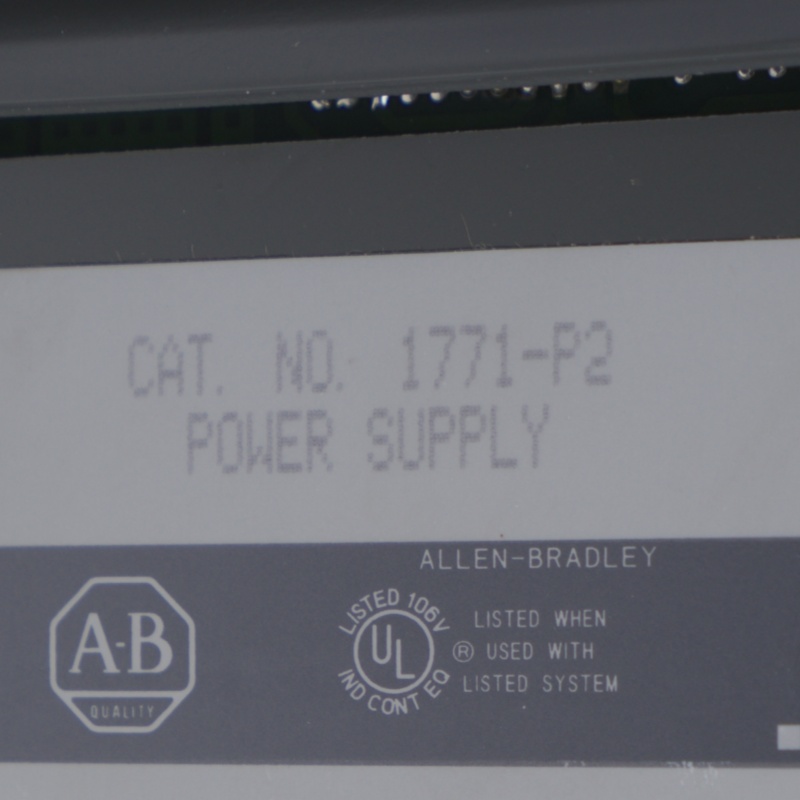 CAT. NO. 1771-P2
POWER SUPPLY
ALLEN-BRADLEY
A-B
QUALITY
LISTED 106V
UL
IND CONT EQ
®
LISTED WHEN
USED WITH
LISTED SYSTEM